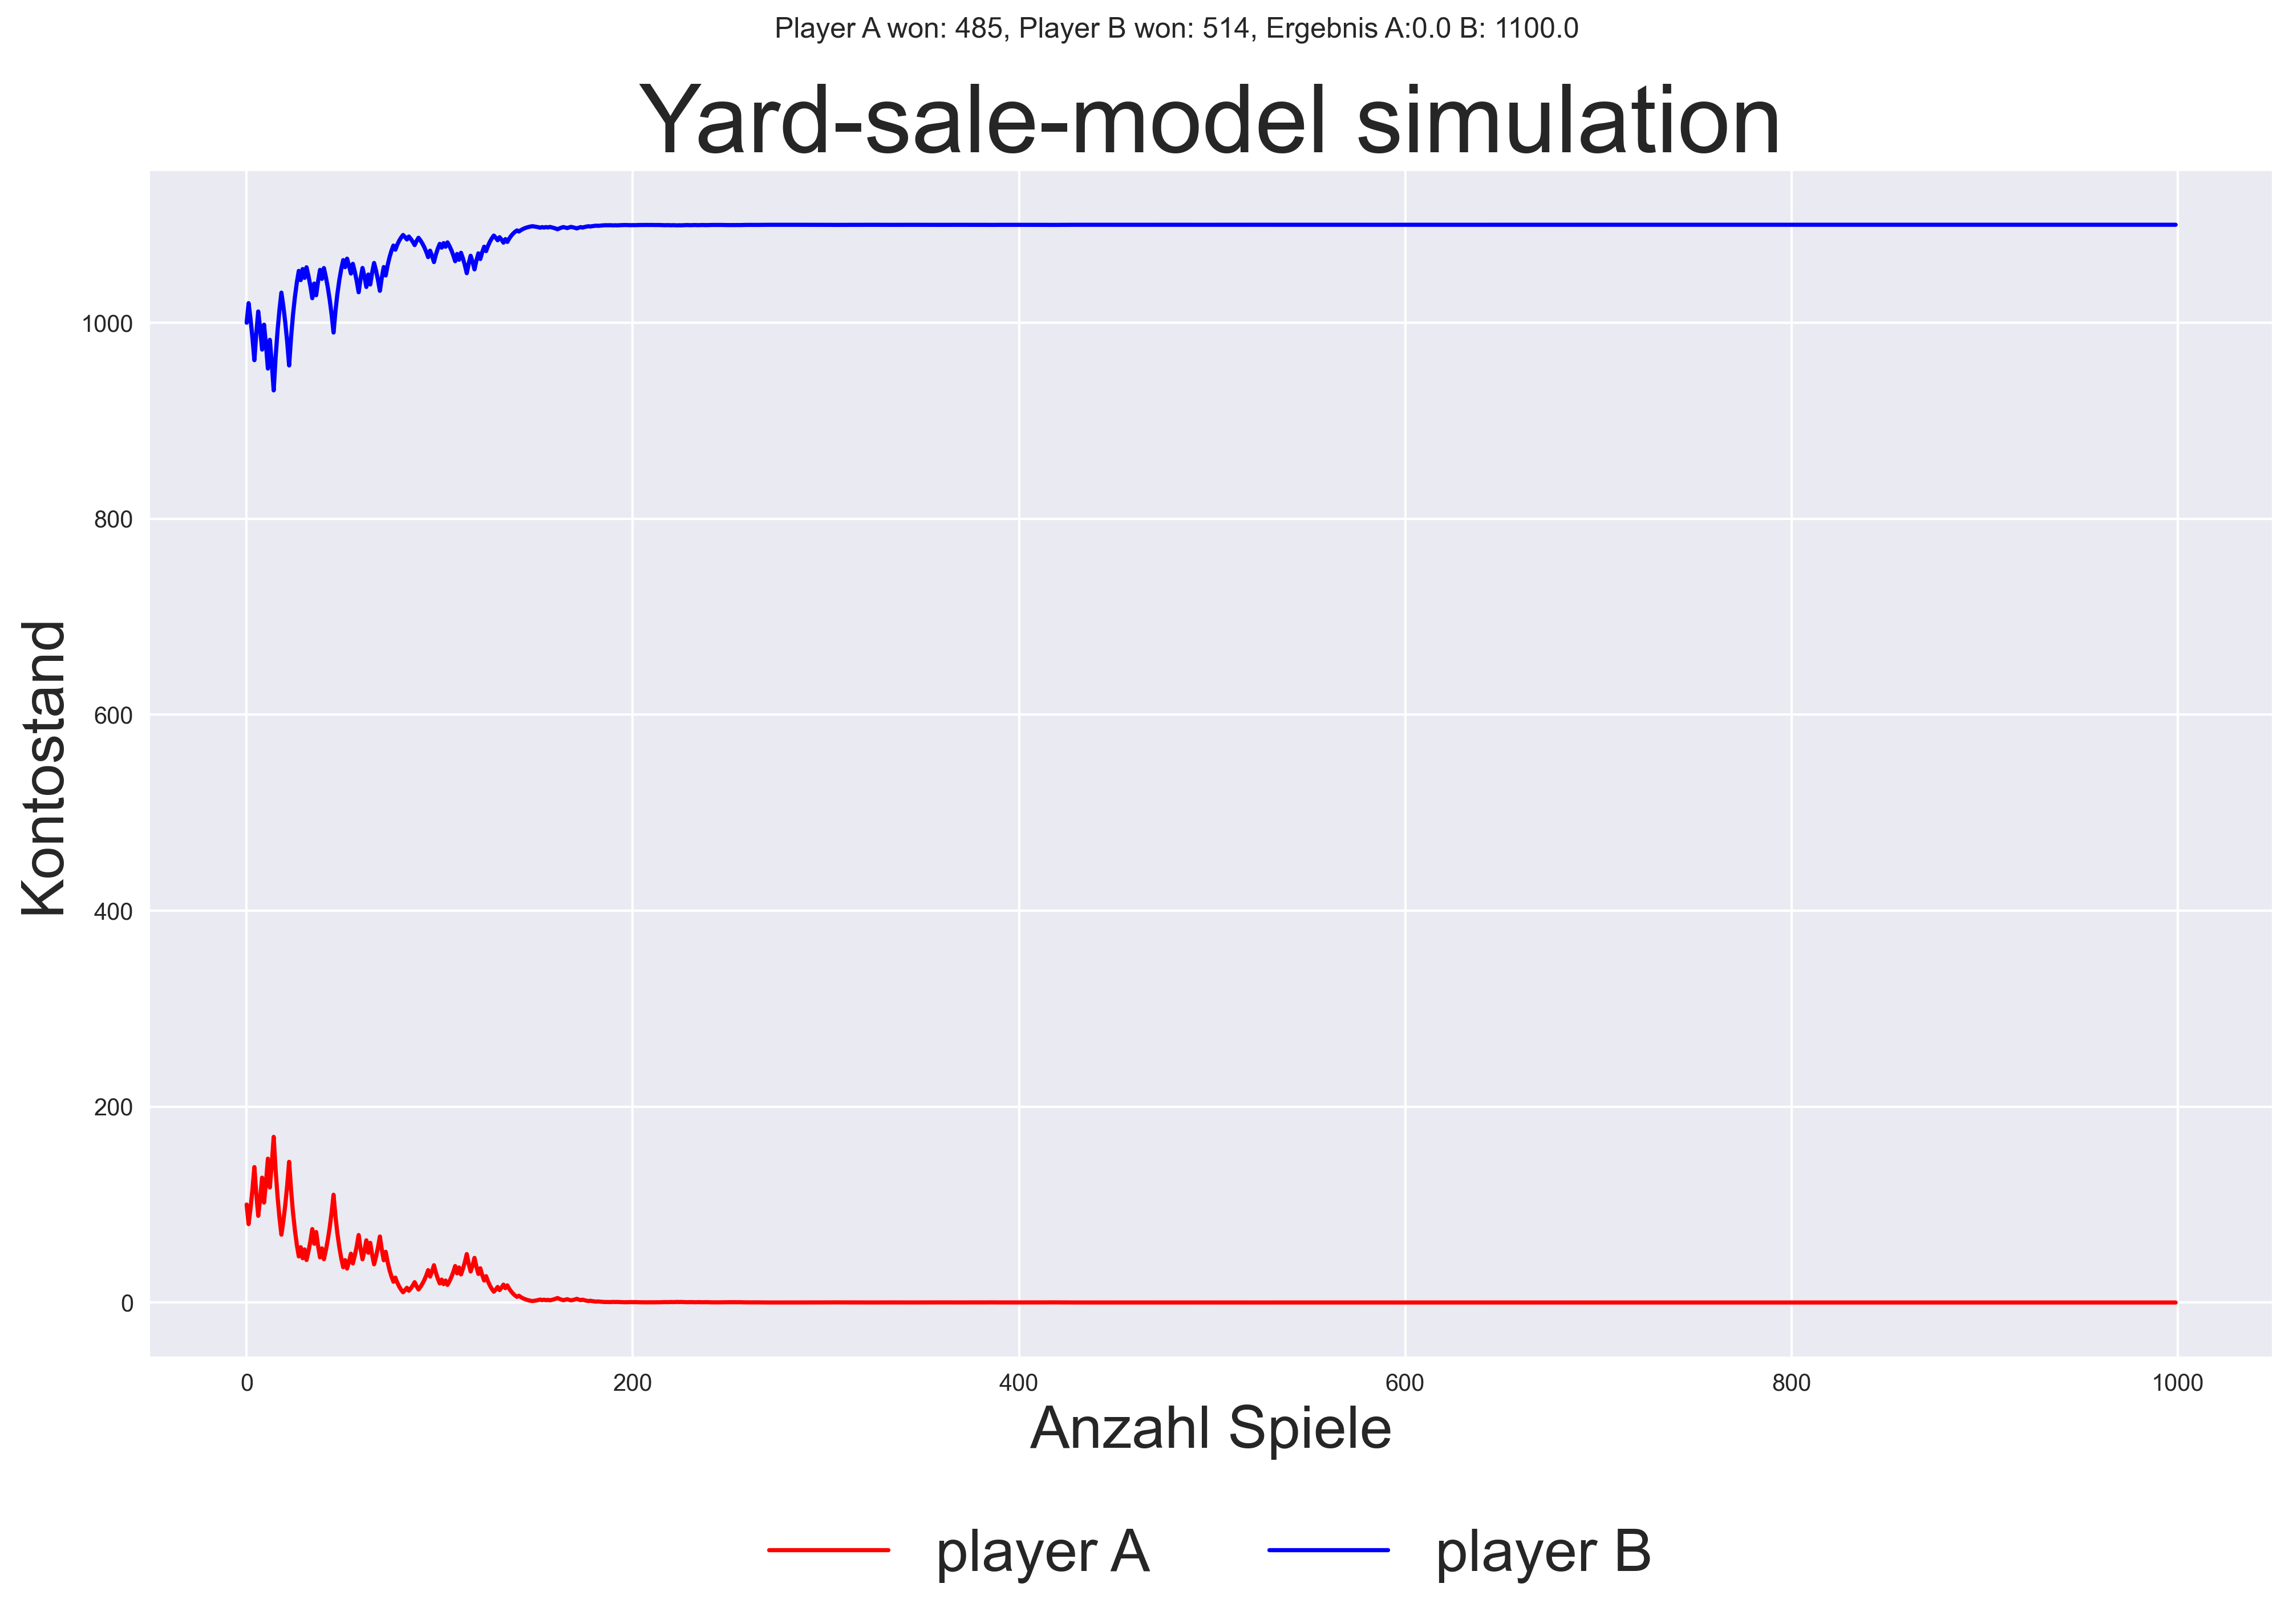 Player A won: 485, Player B won: 514, Ergebnis A:0.0 B: 1100.0
Yard-sale-model simulation
Kontostand
1000
800
600
400
200
0
0 200 400 600 800 1000
Anzahl Spiele
player A player B